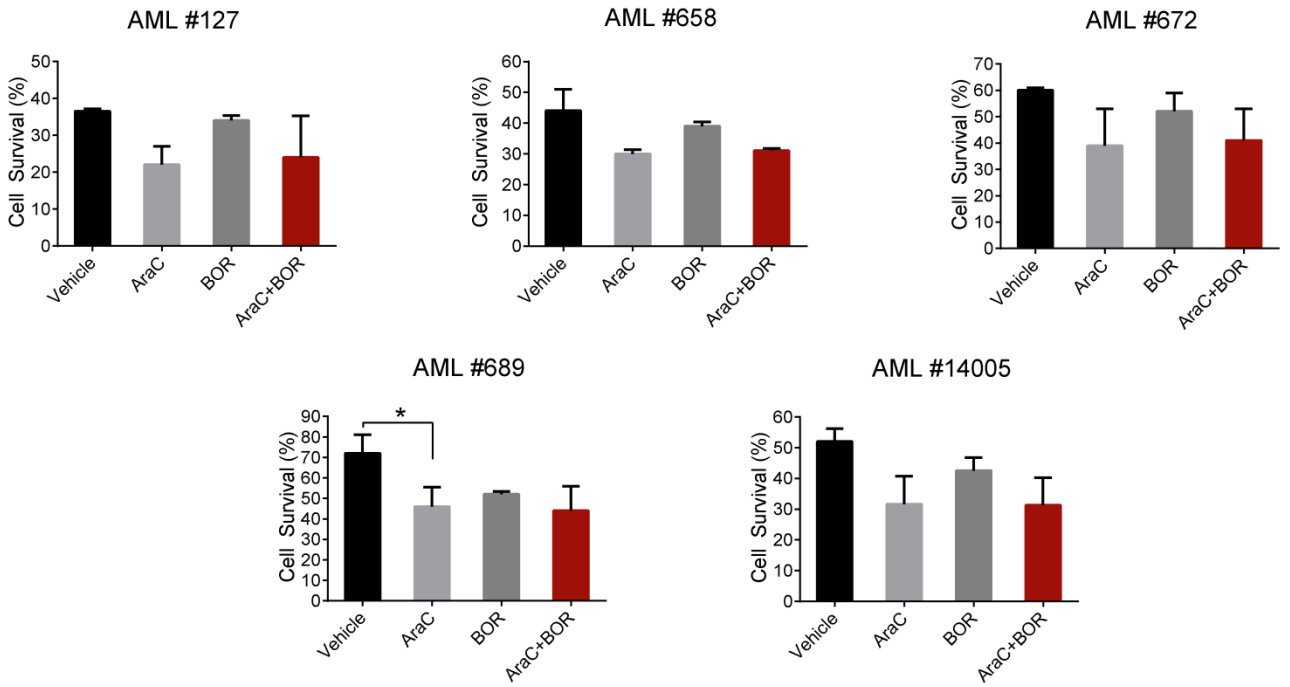 AML #127
Cell Survival (%)
50
40
30
20
10
0
Vehicle
AraC
BOR
AraC+BOR
AML #658
Cell Survival (%)
60
50
40
30
20
10
0
Vehicle
AraC
BOR
AraC+BOR
AML #672
Cell Survival (%)
70
60
50
40
30
20
10
0
Vehicle
AraC
BOR
AraC+BOR
AML #689
Cell Survival (%)
90
80
70
60
50
40
30
20
10
0
*
Vehicle
AraC
BOR
AraC+BOR
AML #14005
Cell Survival (%)
60
50
40
30
20
10
0
Vehicle
AraC
BOR
AraC+BOR